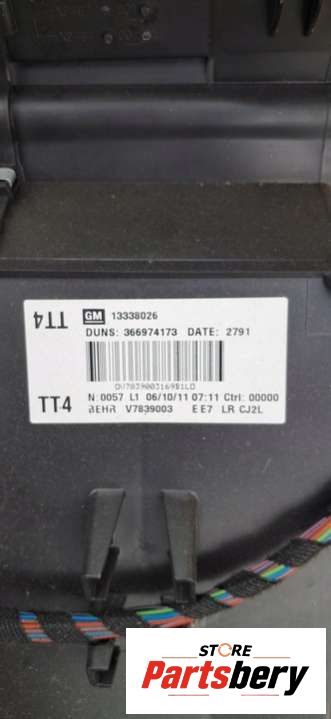 TT4
GM 13338026
DUNS: 366974173 DATE: 2791
TT4
N 0057 L1 06/10/11 07:11 Ctrl: 00000
BEHR V7839003 E E7 LR CJ2L
STORE
Partsbery